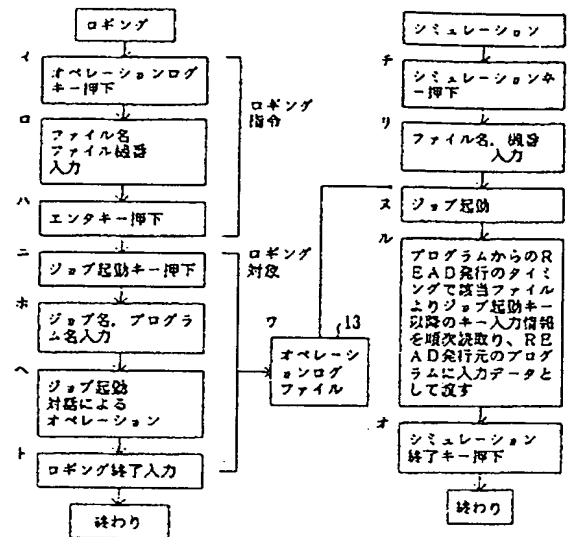 ロギング
イ
オペレーションログ
キー押下
ロ
ファイル名
ファイル機番
入力
ハ
エンタキー押下
ロギング
指令
ニ
ジョブ起動キー押下
ホ
ジョブ名,プログラ
ム名入力
ヘ
ジョブ起動
対話による
オペレーション
ト
ロギング終了入力
ロギング
終わり
ワ
13
オペレーシ
ョンログ
ファイル
シミュレーション
チ
シミュレーションキ
ー押下
リ
ファイル名,機番
入力
ヌ
ジョブ起動
ル
プログラムからのR
EAD発行のタイミ
ングで該当ファイル
よりジョブ起動キー
以降のキー入力情報
を順次読取り、RE
AD発行元のプログ
ラムに入力データと
して渡す
オ
シミュレーション
終了キー押下
終わり